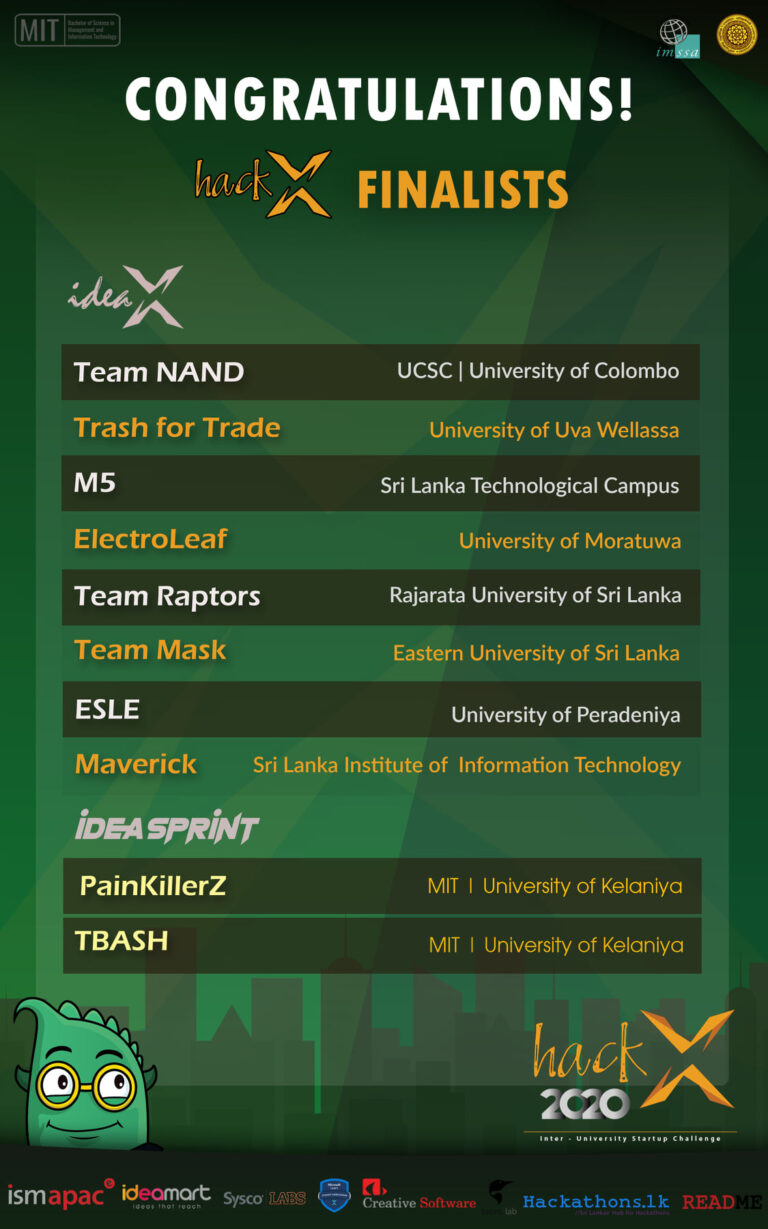 MIT
Bachelor of Science in
Management and
Information Technology
imssa
CONGRATULATIONS!
hackX FINALISTS
ideaX
Team NAND UCSC | University of Colombo
Trash for Trade University of Uva Wellassa
M5 Sri Lanka Technological Campus
ElectroLeaf University of Moratuwa
Team Raptors Rajarata University of Sri Lanka
Team Mask Eastern University of Sri Lanka
ESLE University of Peradeniya
Maverick Sri Lanka Institute of Information Technology
IDEASPRINT
PainKillerZ MIT | University of Kelaniya
TBASH MIT | University of Kelaniya
hackX
2020
Inter - University Startup Challenge
ismapac
ideamart
ideas that reach
Sysco LABS
Creative Software
lab
Hackathons.lk
README